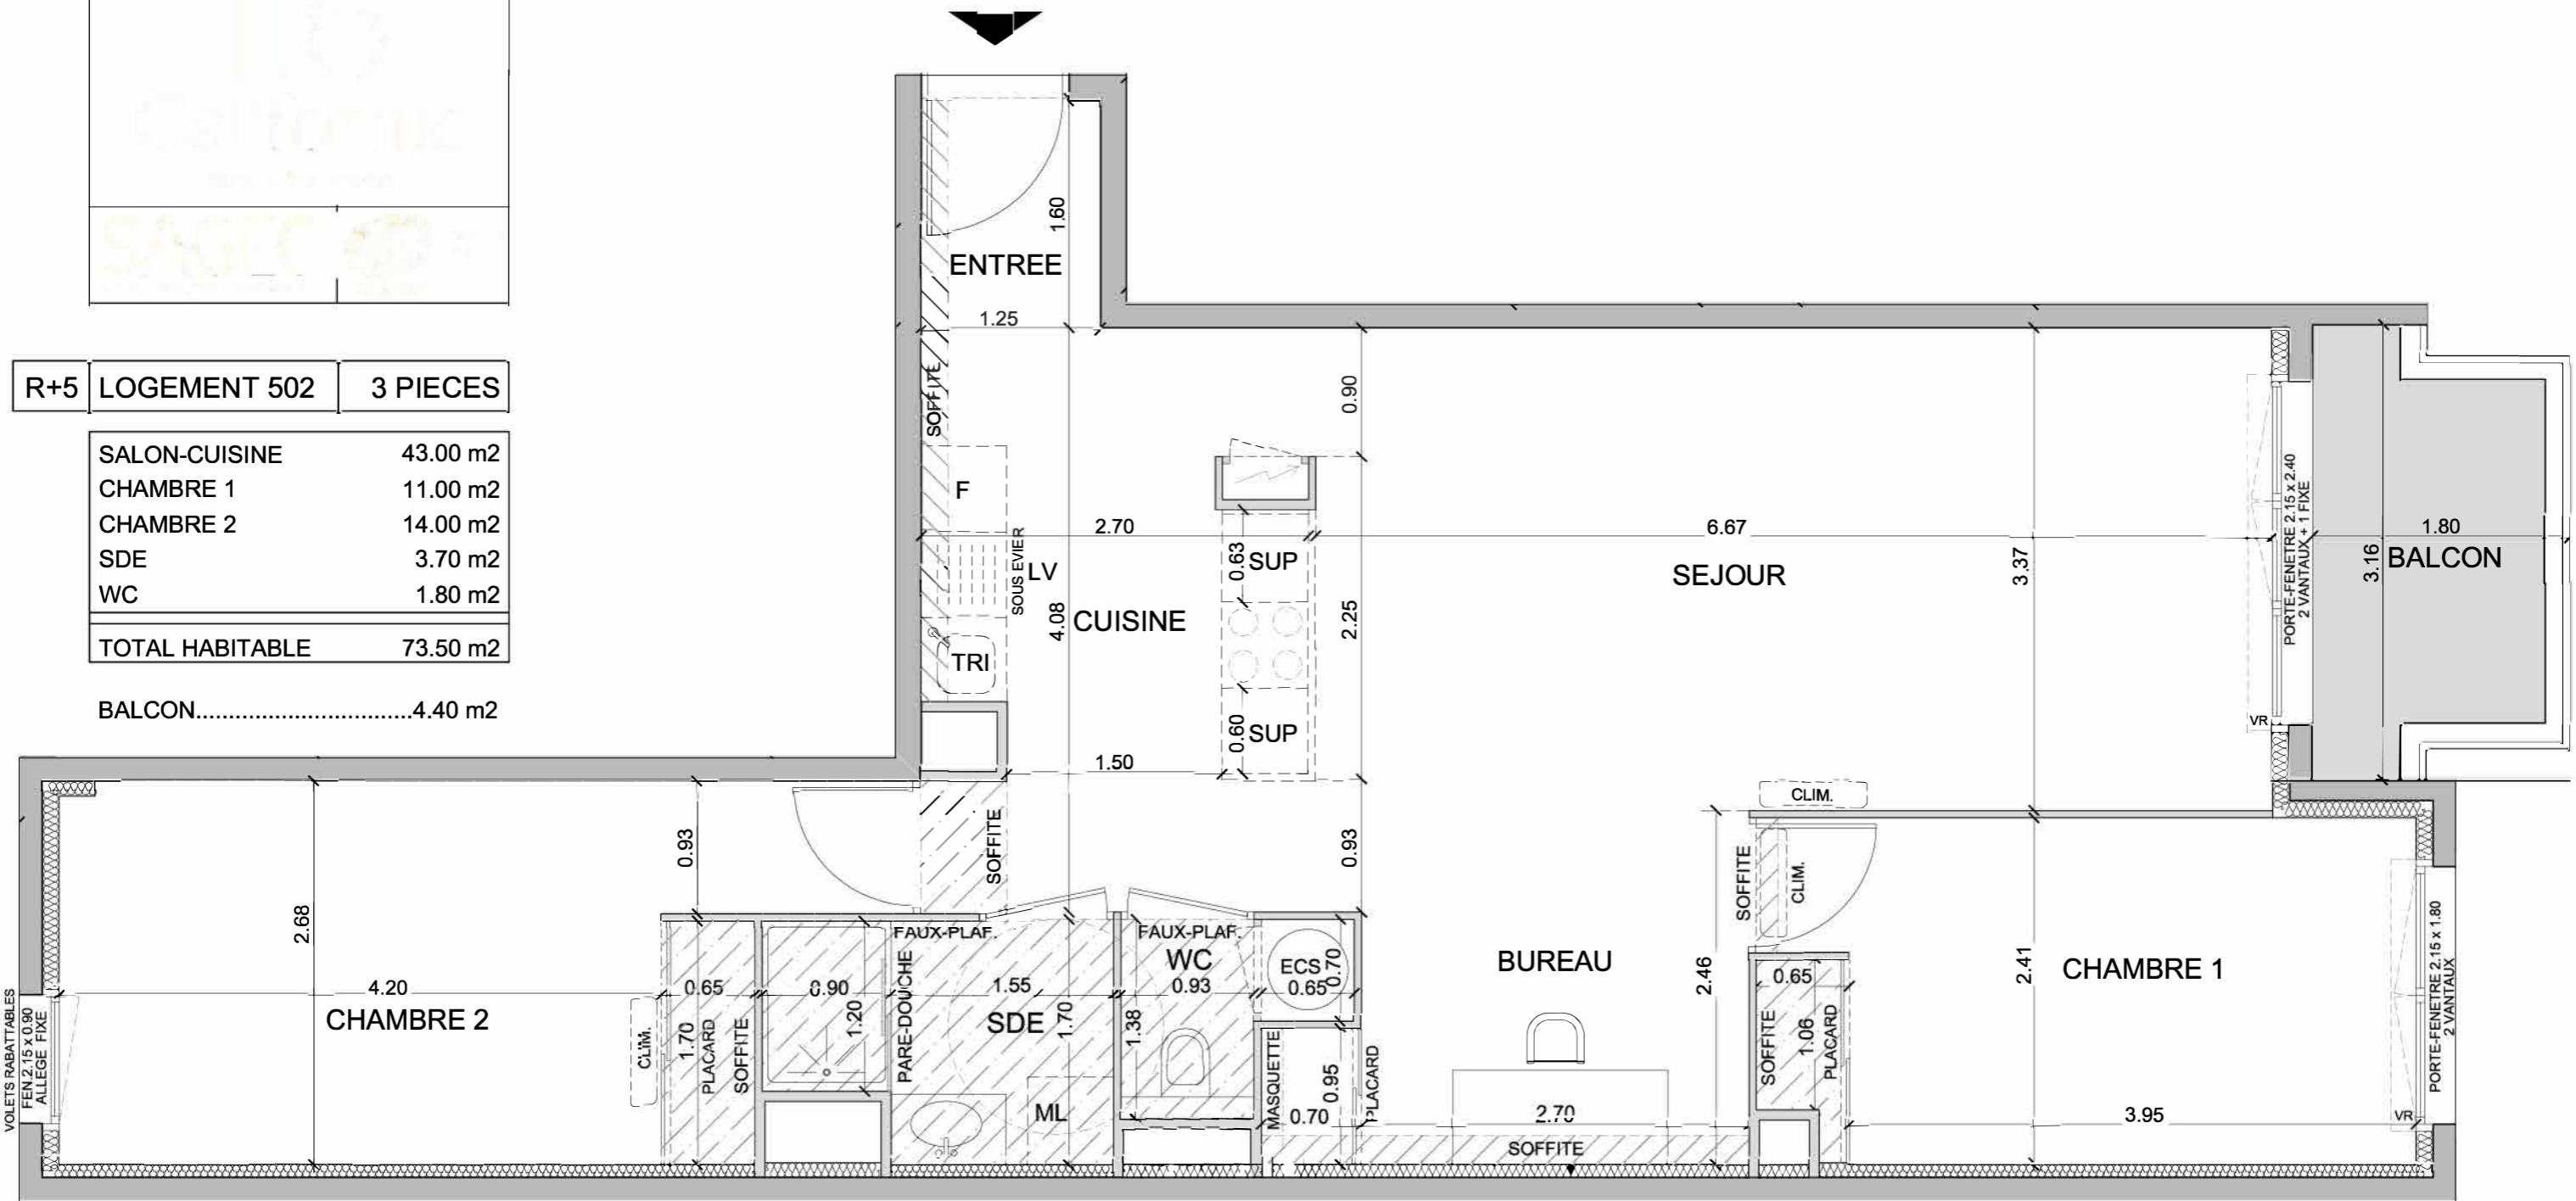 Californie
SAGEC
R+5 LOGEMENT 502 3 PIECES
SALON-CUISINE 43.00 m2
CHAMBRE 1 11.00 m2
CHAMBRE 2 14.00 m2
SDE 3.70 m2
WC 1.80 m2
TOTAL HABITABLE 73.50 m2
BALCON.................................4.40 m2
1.60
ENTREE
1.25
SOFFITE
0.90
F
2.70
SOUS EVIER
LV
4.08
CUISINE
TRI
0.63
SUP
2.25
0.60
SUP
1.50
6.67
SEJOUR
3.37
PORTE-FENETRE 2.15 x 2.40
2 VANTAUX + 1 FIXE
VR
3.16
1.80
BALCON
CLIM.
0.93
SOFFITE
0.93
2.68
4.20
CHAMBRE 2
VOLETS RABATTABLES
FEN.2.15 x 0.90
ALLEGE FIXE
CLIM.
0.65
1.70
PLACARD
SOFFITE
0.90
1.20
FAUX-PLAF.
PARE-DOUCHE
1.55
SDE
1.70
ML
FAUX-PLAF.
WC
0.93
1.38
ECS
0.65
0.70
MASQUETTE
0.95
0.70
PLACARD
BUREAU
2.70
SOFFITE
2.46
SOFFITE
CLIM.
0.65
SOFFITE
1.06
PLACARD
2.41
CHAMBRE 1
3.95
PORTE-FENETRE 2.15 x 1.80
2 VANTAUX
VR